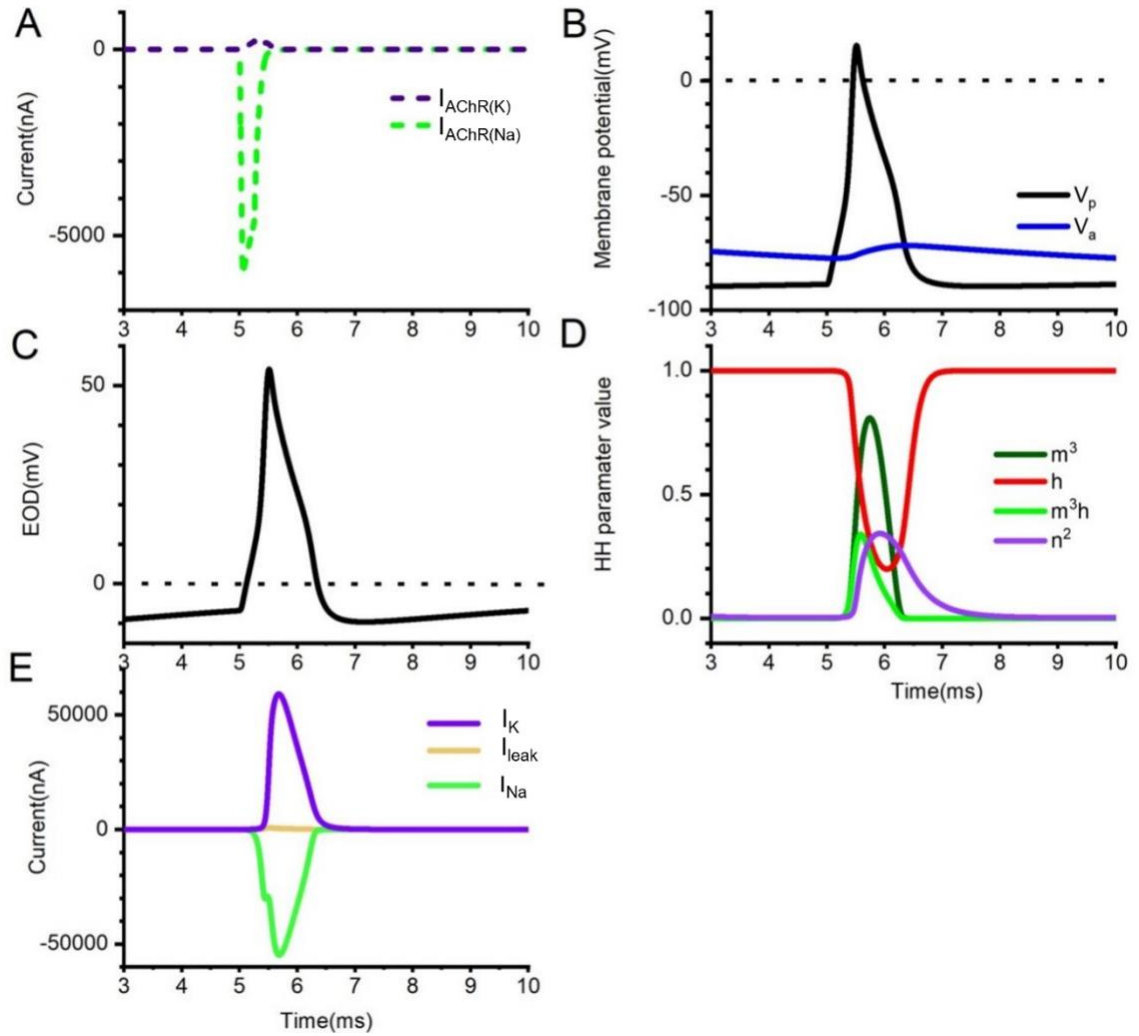 A
Current(nA)
0
-5000
I_AChR(K)
I_AChR(Na)
3 4 5 6 7 8 9 10
B
Membrane potential(mV)
0
-50
-100
V_p
V_a
3 4 5 6 7 8 9 10
C
EOD(mV)
50
0
3 4 5 6 7 8 9 10
D
HH paramater value
1.0
0.5
0.0
m³
h
m³h
n²
3 4 5 6 7 8 9 10
Time(ms)
E
Current(nA)
50000
0
-50000
I_K
I_leak
I_Na
3 4 5 6 7 8 9 10
Time(ms)